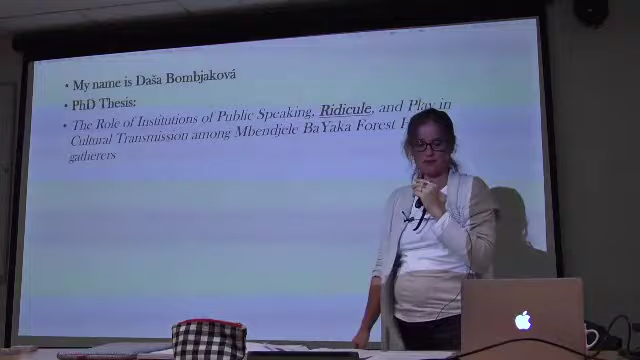 • My name is Daša Bombjaková
• PhD Thesis:
• The Role of Institutions of Public Speaking, Ridicule, and Play in
Cultural Transmission among Mbendjele BaYaka Forest
gatherers